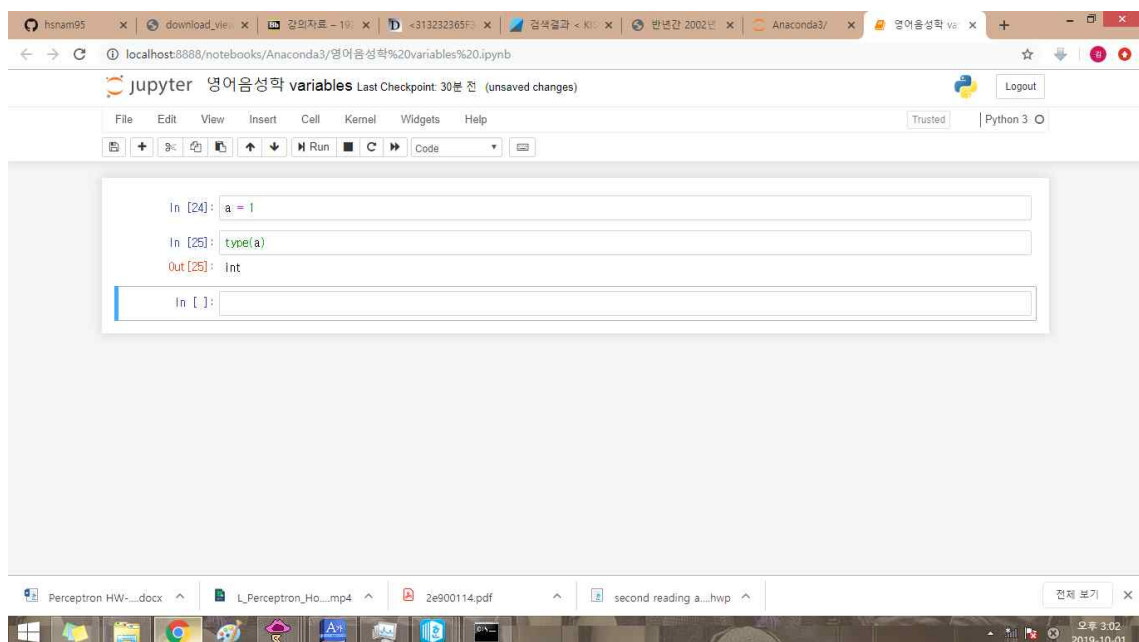 hsnam95 download_vie 강의자료 – 19 <313232365F3 검색결과 < KIS 반년간 2002년 Anaconda3/ 영어음성학 va
localhost:8888/notebooks/Anaconda3/영어음성학%20variables%20.ipynb
jupyter 영어음성학 variables Last Checkpoint: 30분 전 (unsaved changes)
Logout
File Edit View Insert Cell Kernel Widgets Help Trusted Python 3
Run Code
In [24]: a = 1
In [25]: type(a)
Out[25]: int
In [ ]:
Perceptron HW-....docx L_Perceptron_Ho....mp4 2e900114.pdf second reading a....hwp 전체 보기
오후 3:02
2019-10-01